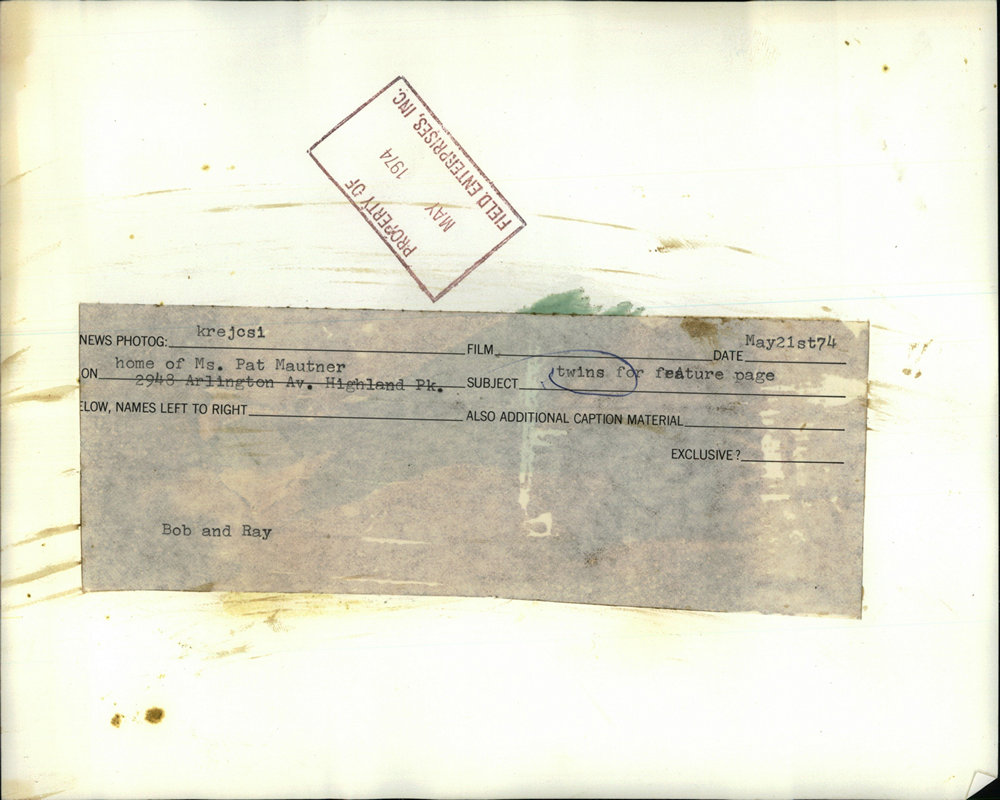 PROPERTY OF
MAY 1974
FIELD ENTERPRISES, INC.
NEWS PHOTOG: krejcsi FILM DATE May21st74
ON home of Ms. Pat Mautner
2948 Arlington Av. Highland Pk. SUBJECT twins for feature page
ELOW, NAMES LEFT TO RIGHT ALSO ADDITIONAL CAPTION MATERIAL
EXCLUSIVE?
Bob and Ray